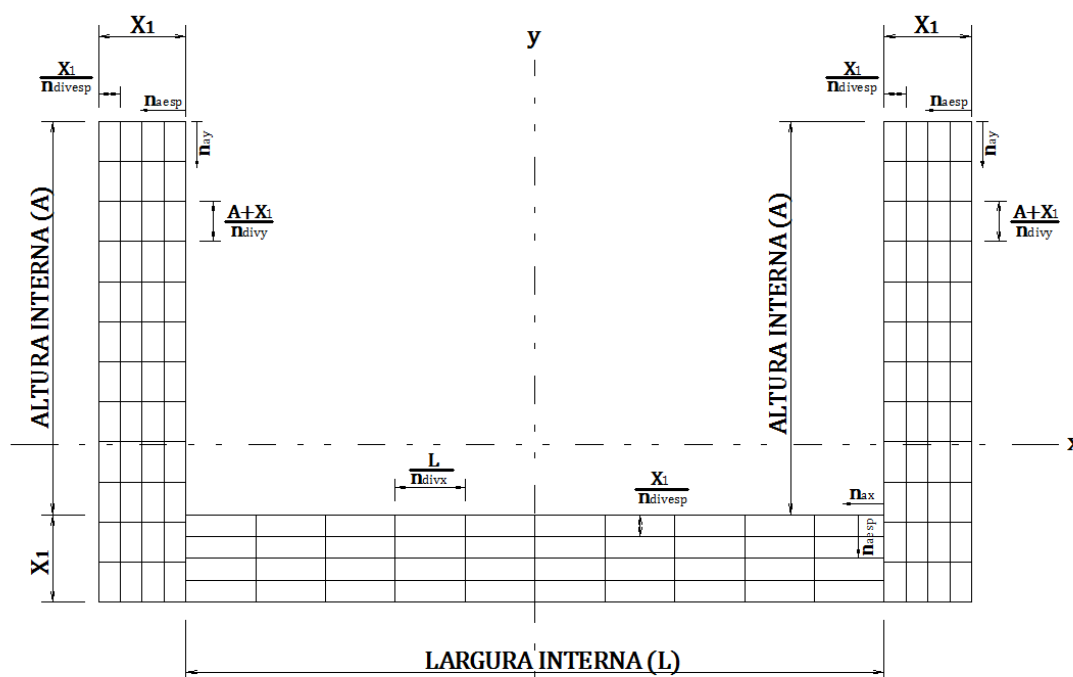 X1
X1
y
X1
ndivesp
naesp
X1
ndivesp
naesp
nay
nay
ALTURA INTERNA (A)
A+X1
ndivy
ALTURA INTERNA (A)
A+X1
ndivy
x
L
ndivx
X1
ndivesp
nax
naesp
X1
LARGURA INTERNA (L)